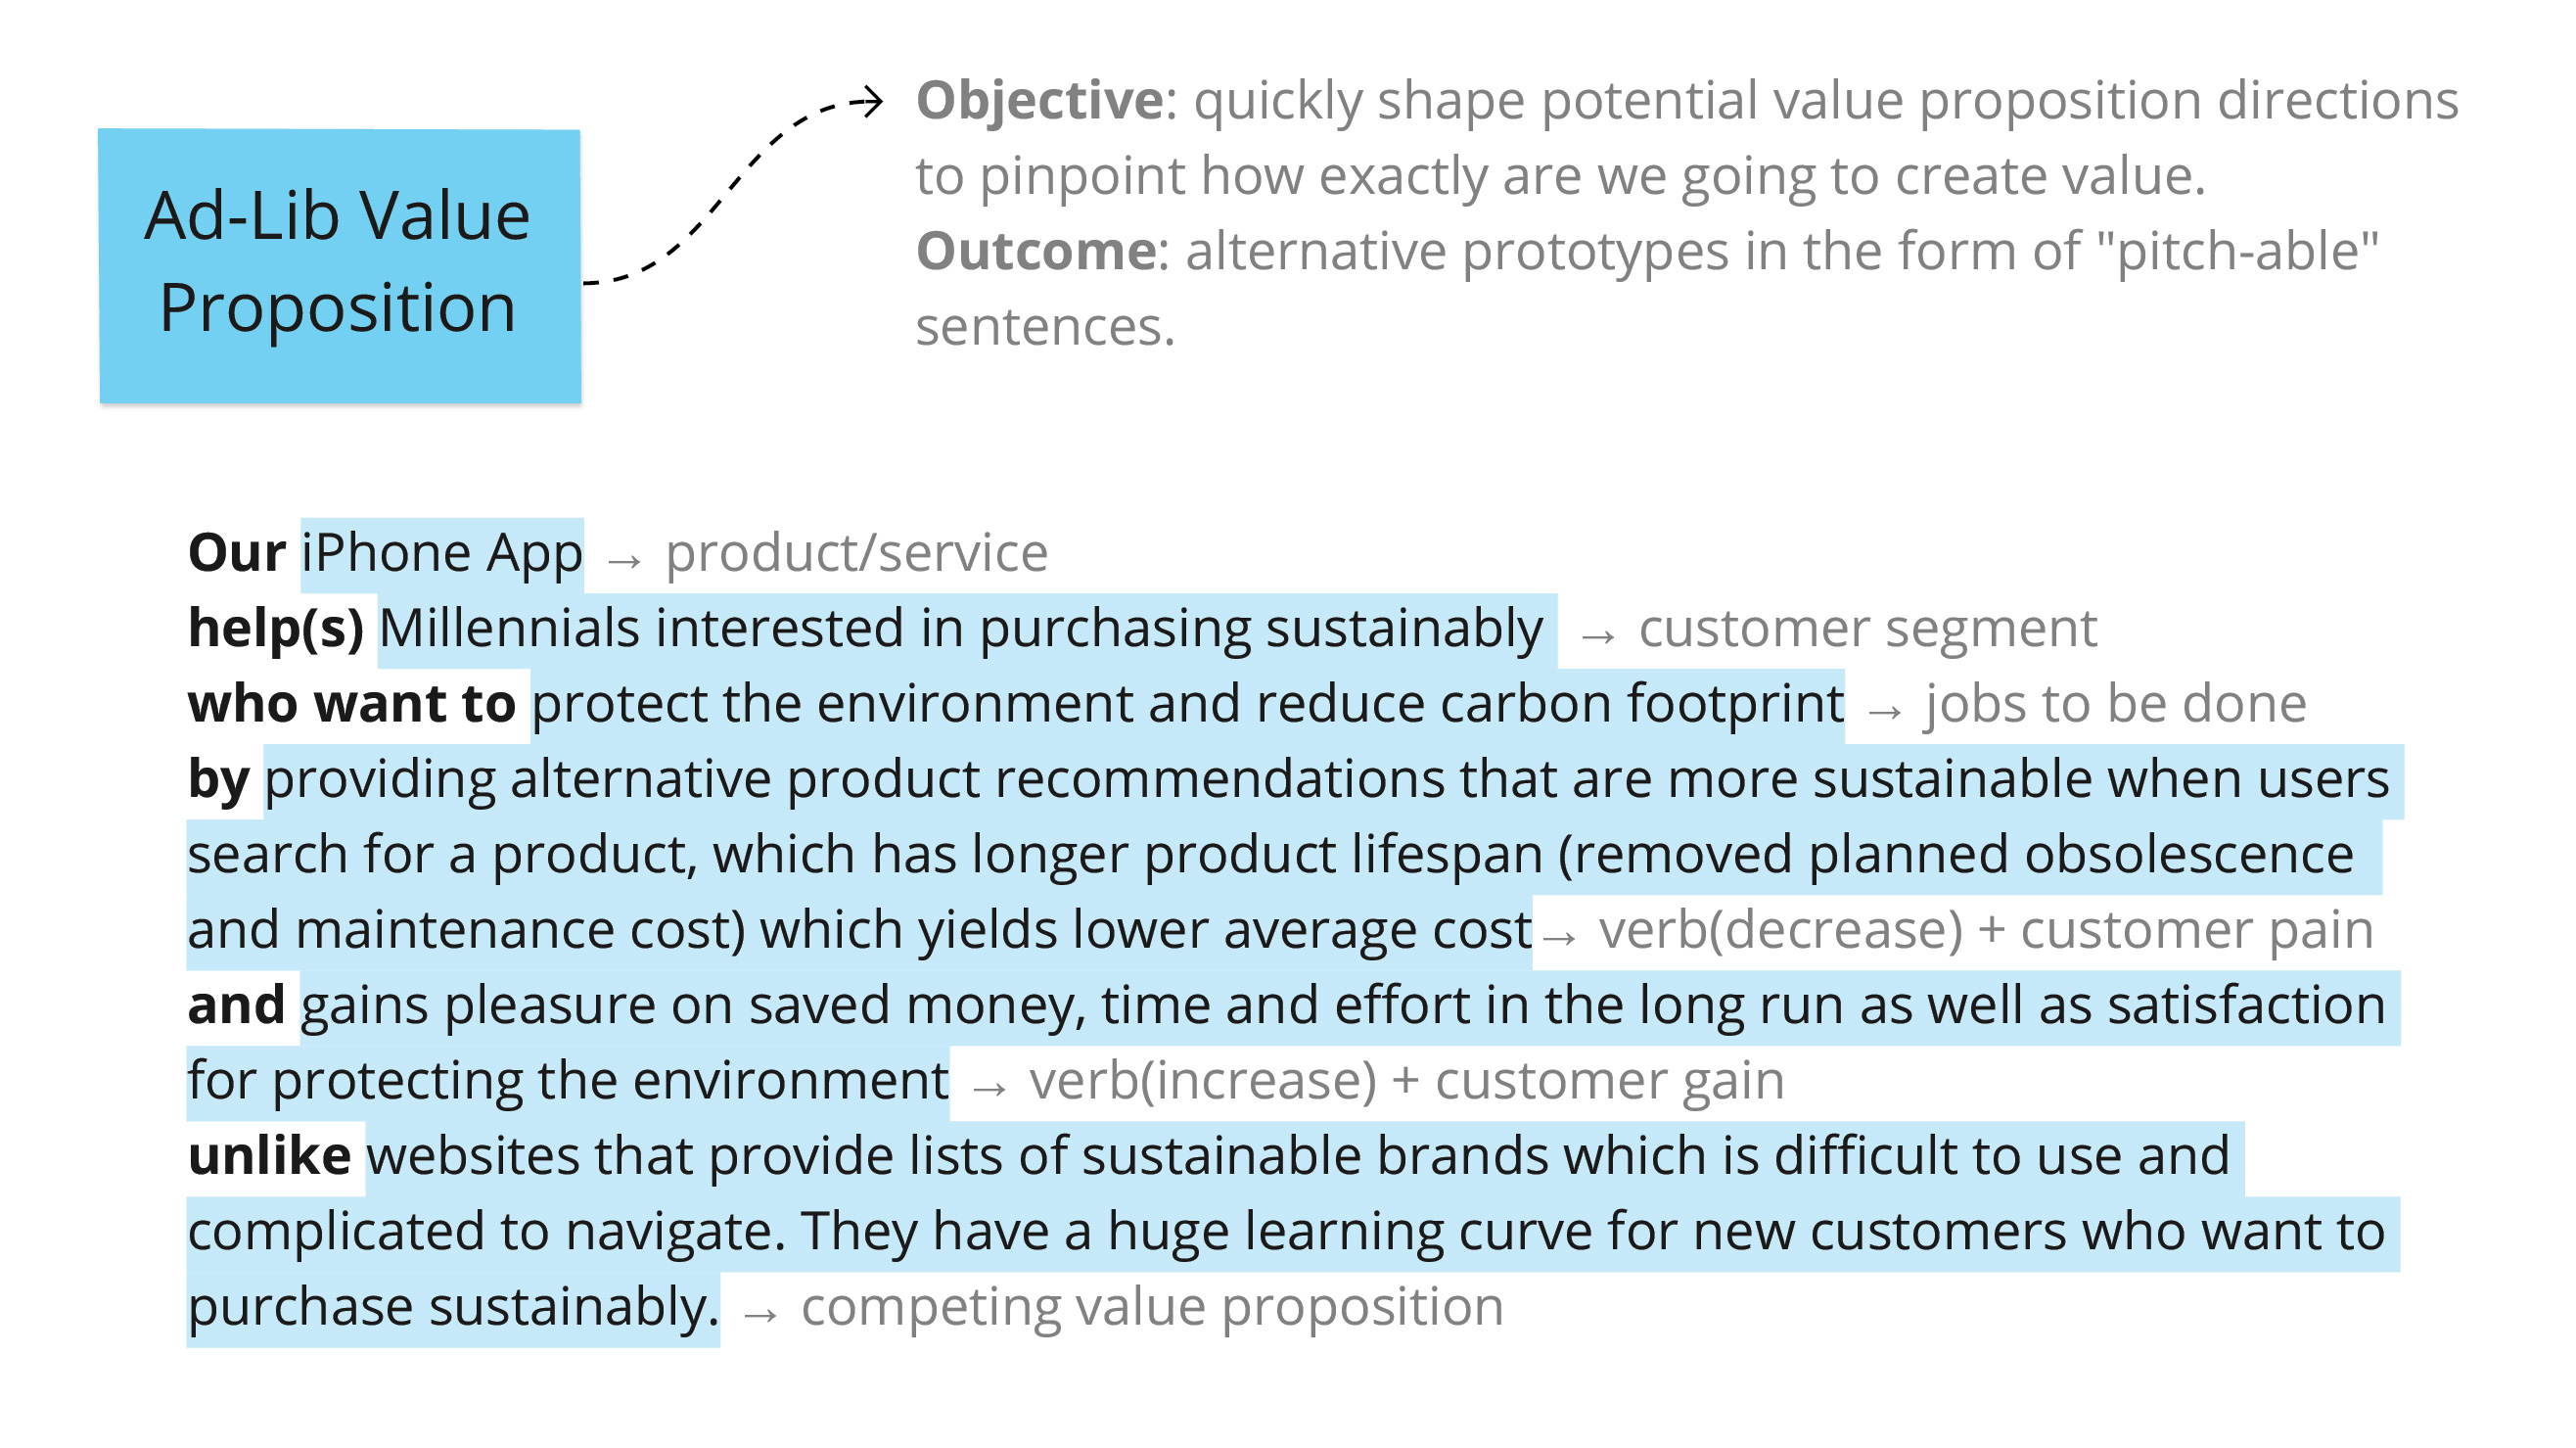 Ad-Lib Value
Proposition
Objective: quickly shape potential value proposition directions
to pinpoint how exactly are we going to create value.
Outcome: alternative prototypes in the form of "pitch-able"
sentences.
Our iPhone App → product/service
help(s) Millennials interested in purchasing sustainably → customer segment
who want to protect the environment and reduce carbon footprint → jobs to be done
by providing alternative product recommendations that are more sustainable when users
search for a product, which has longer product lifespan (removed planned obsolescence
and maintenance cost) which yields lower average cost→ verb(decrease) + customer pain
and gains pleasure on saved money, time and effort in the long run as well as satisfaction
for protecting the environment → verb(increase) + customer gain
unlike websites that provide lists of sustainable brands which is difficult to use and
complicated to navigate. They have a huge learning curve for new customers who want to
purchase sustainably. → competing value proposition